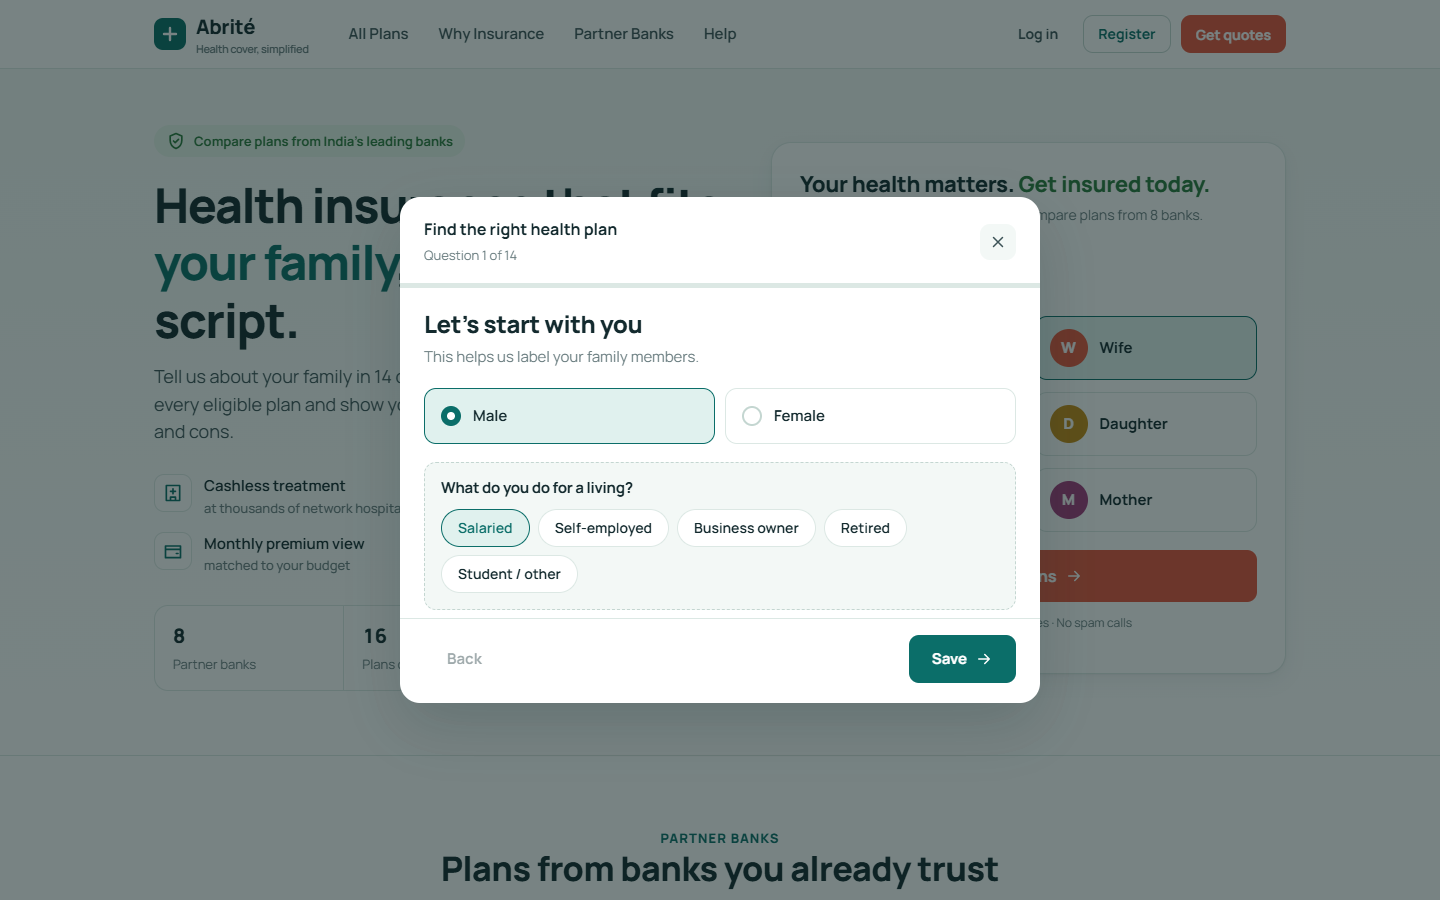 Abrité
Health cover, simplified
All Plans
Why Insurance
Partner Banks
Help
Log in
Register
Get quotes
Compare plans from India's leading banks
Health
your family
script.
Tell us about your family in 14
every eligible plan and show
and cons.
Cashless treatment
at thousands of network
Monthly premium view
matched to your budget
8
Partner banks
16
Plans
Your health matters. Get insured today.
plans from 8 banks.
W
Wife
D
Daughter
M
Mother
→
· No spam calls
Find the right health plan
Question 1 of 14
Let's start with you
This helps us label your family members.
Male
Female
What do you do for a living?
Salaried
Self-employed
Business owner
Retired
Student / other
Back
Save →
PARTNER BANKS
Plans from banks you already trust